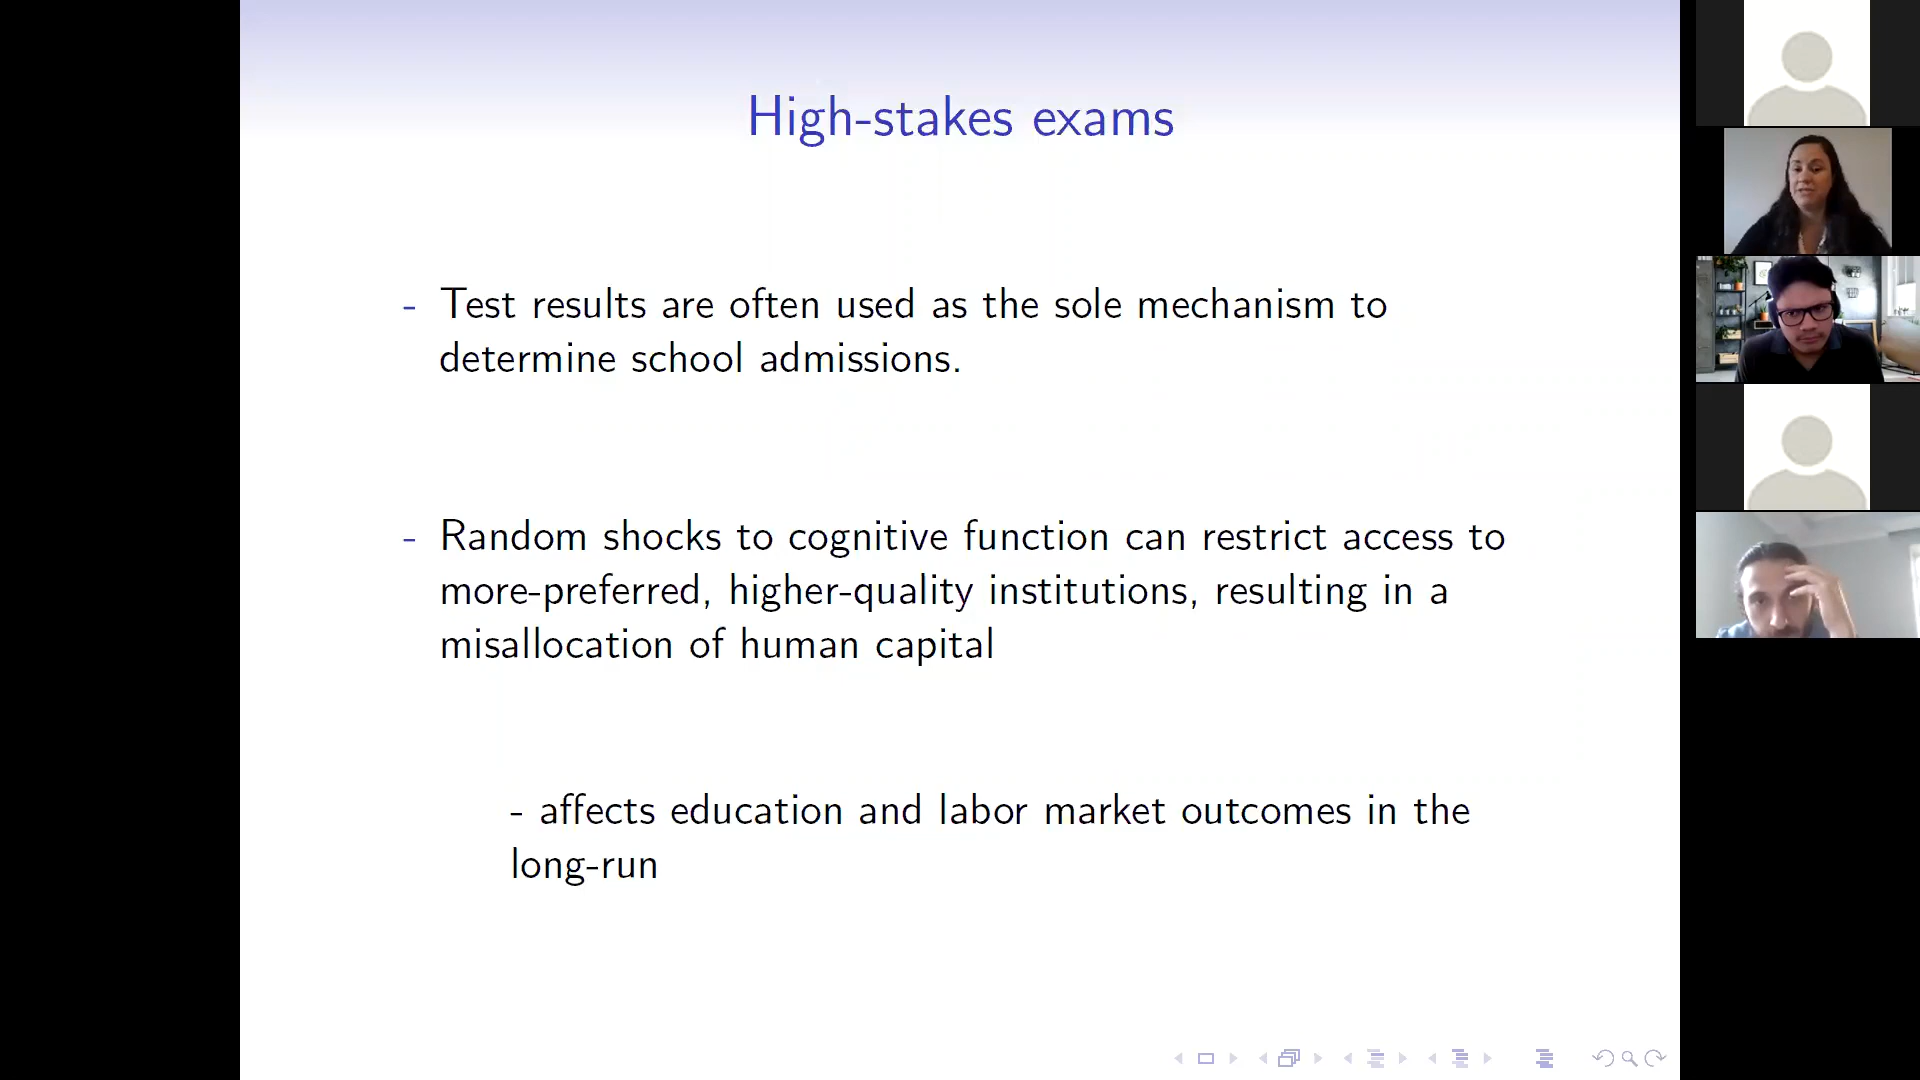 High-stakes exams
- Test results are often used as the sole mechanism to
determine school admissions.
- Random shocks to cognitive function can restrict access to
more-preferred, higher-quality institutions, resulting in a
misallocation of human capital
- affects education and labor market outcomes in the
long-run